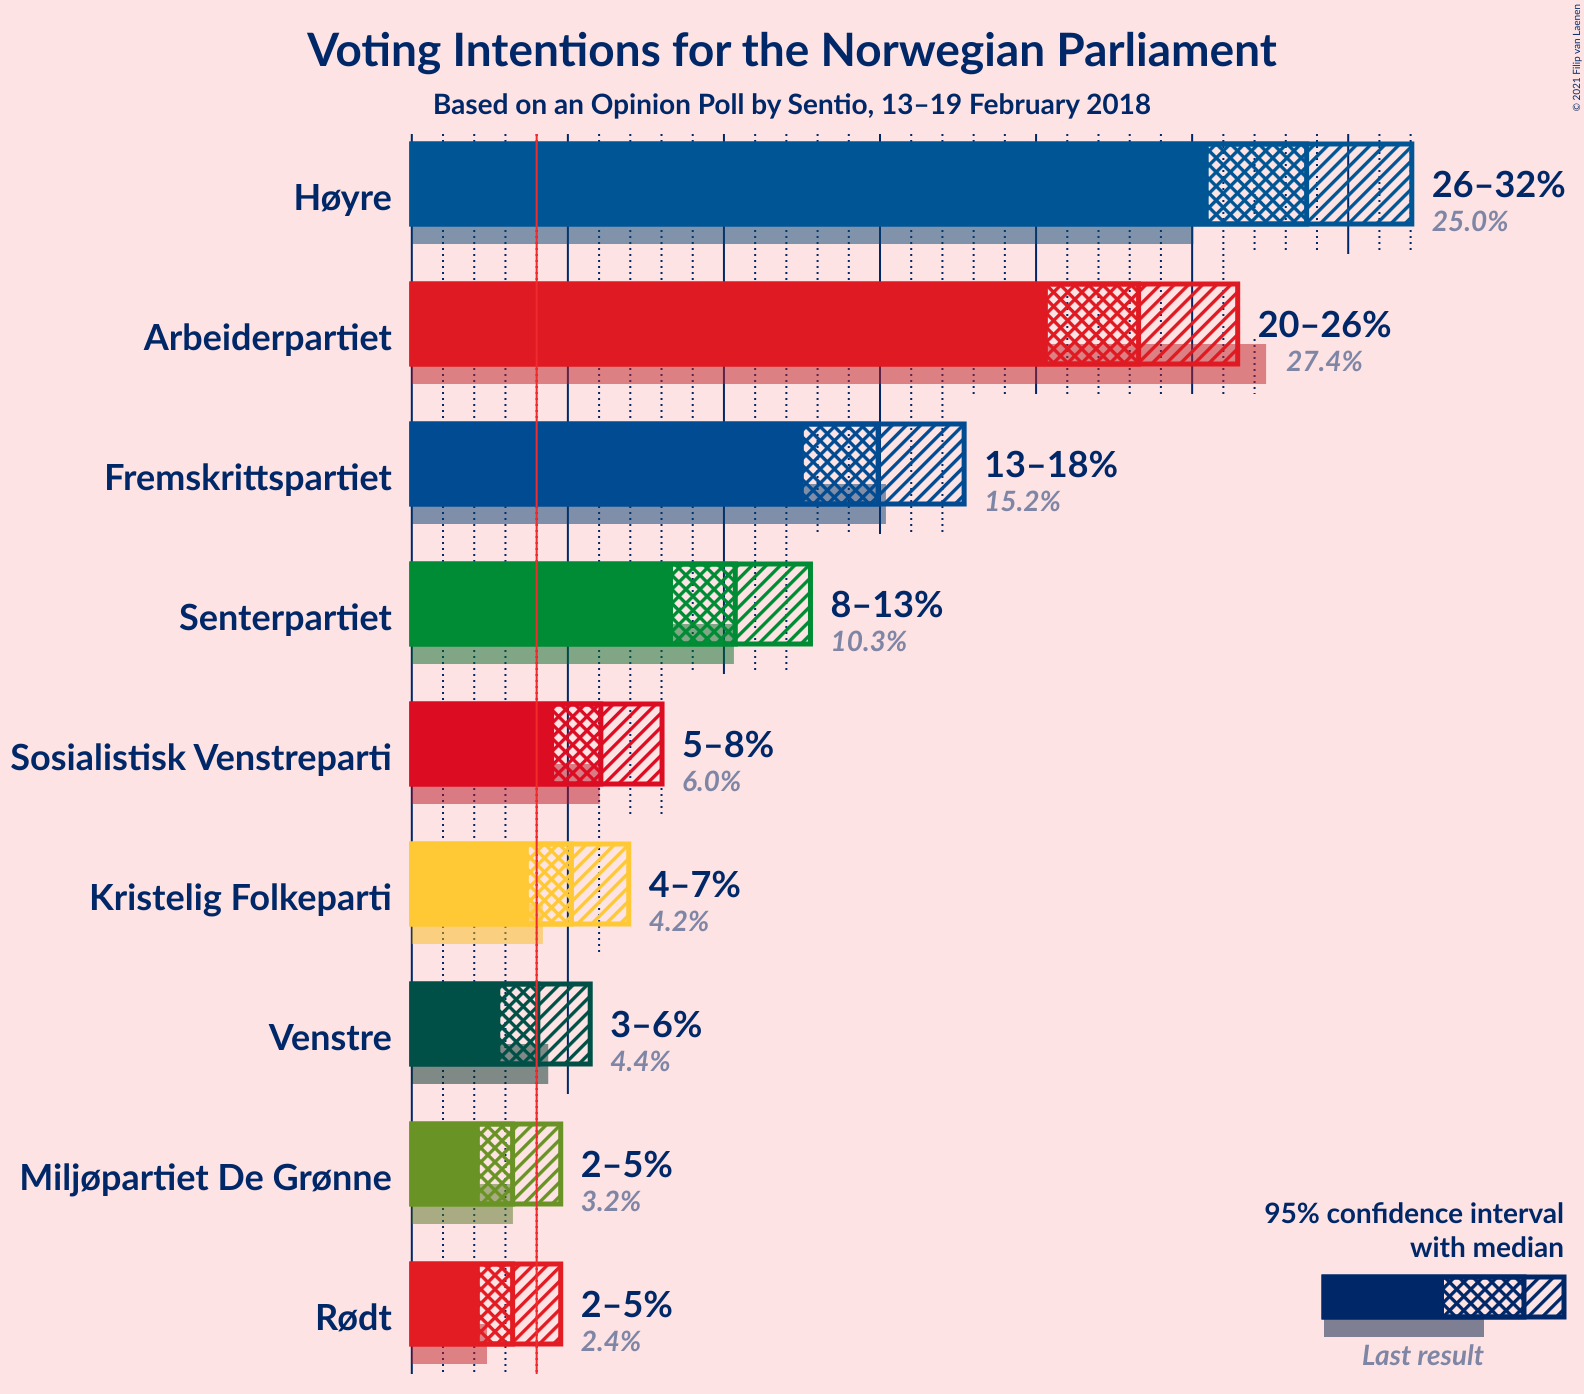 Voting Intentions for the Norwegian Parliament
Based on an Opinion Poll by Sentio, 13–19 February 2018
© 2021 Filip van Laenen
Høyre
26–32%
25.0%
Arbeiderpartiet
20–26%
27.4%
Fremskrittspartiet
13–18%
15.2%
Senterpartiet
8–13%
10.3%
Sosialistisk Venstreparti
5–8%
6.0%
Kristelig Folkeparti
4–7%
4.2%
Venstre
3–6%
4.4%
Miljøpartiet De Grønne
2–5%
3.2%
Rødt
2–5%
2.4%
95% confidence interval
with median
Last result